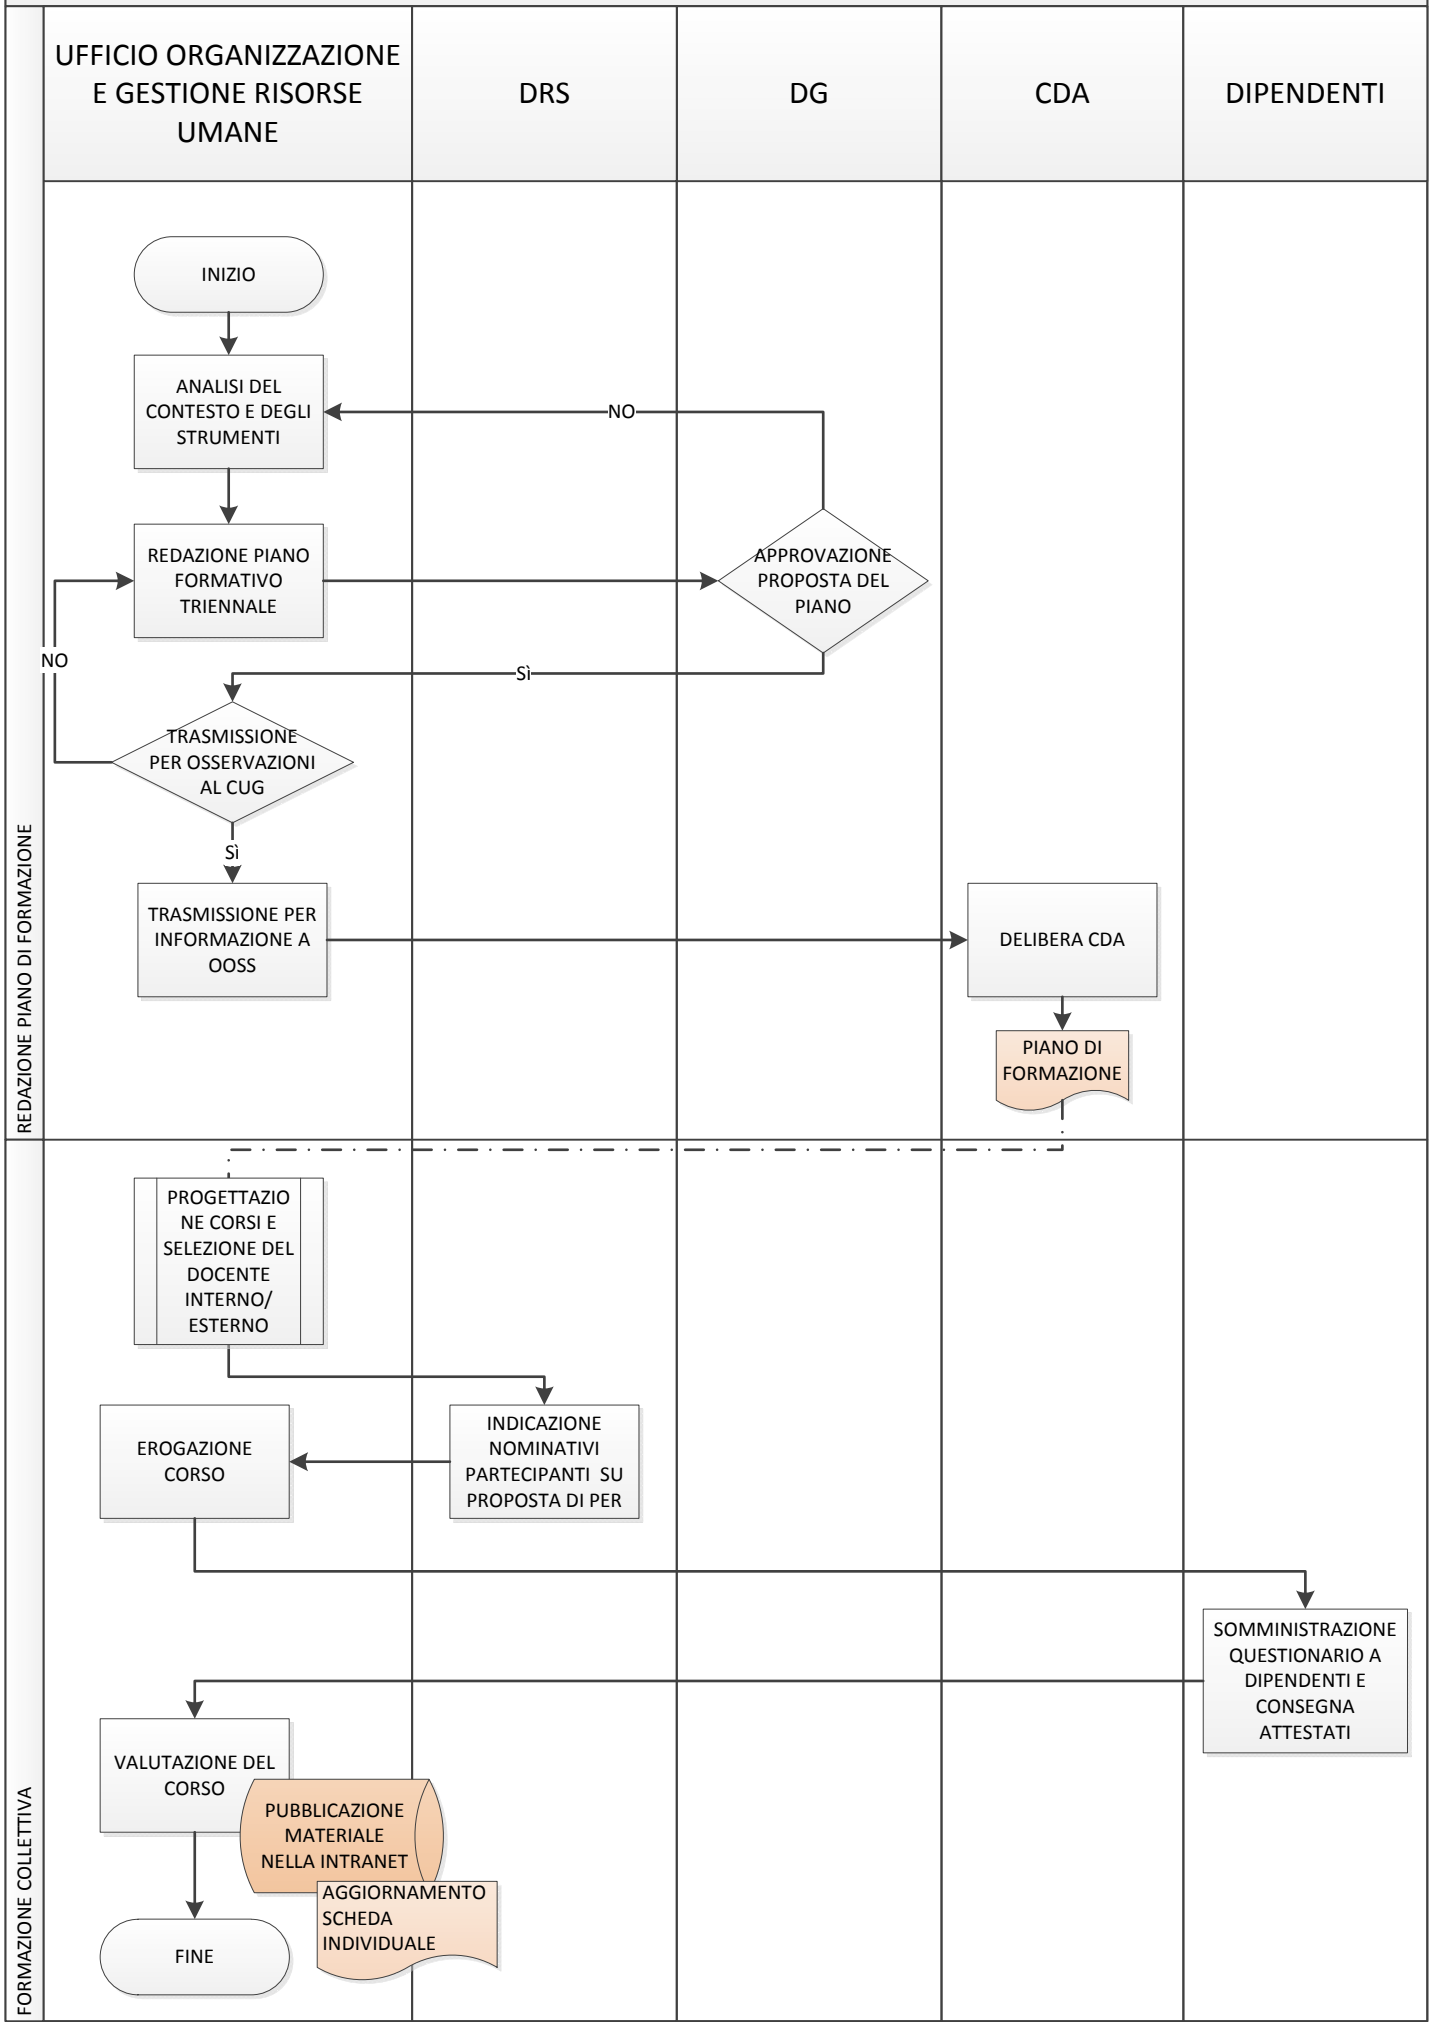 UFFICIO ORGANIZZAZIONE
E GESTIONE RISORSE
UMANE
DRS
DG
CDA
DIPENDENTI
REDAZIONE PIANO DI FORMAZIONE
INIZIO
ANALISI DEL
CONTESTO E DEGLI
STRUMENTI
NO
REDAZIONE PIANO
FORMATIVO
TRIENNALE
APPROVAZIONE
PROPOSTA DEL
PIANO
NO
Sì
TRASMISSIONE
PER OSSERVAZIONI
AL CUG
Sì
TRASMISSIONE PER
INFORMAZIONE A
OOSS
DELIBERA CDA
PIANO DI
FORMAZIONE
FORMAZIONE COLLETTIVA
PROGETTAZIO
NE CORSI E
SELEZIONE DEL
DOCENTE
INTERNO/
ESTERNO
EROGAZIONE
CORSO
INDICAZIONE
NOMINATIVI
PARTECIPANTI  SU
PROPOSTA DI PER
SOMMINISTRAZIONE
QUESTIONARIO A
DIPENDENTI E
CONSEGNA
ATTESTATI
VALUTAZIONE DEL
CORSO
PUBBLICAZIONE
MATERIALE
NELLA INTRANET
AGGIORNAMENTO
SCHEDA
INDIVIDUALE
FINE